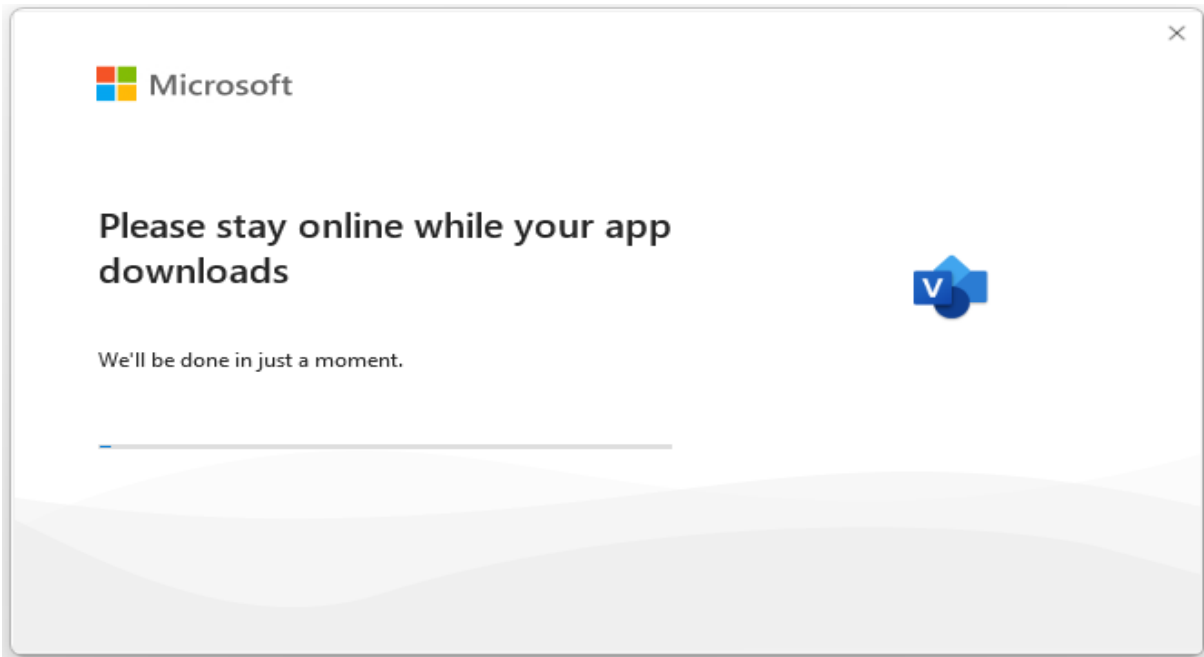 Microsoft
Please stay online while your app
downloads
V
We'll be done in just a moment.